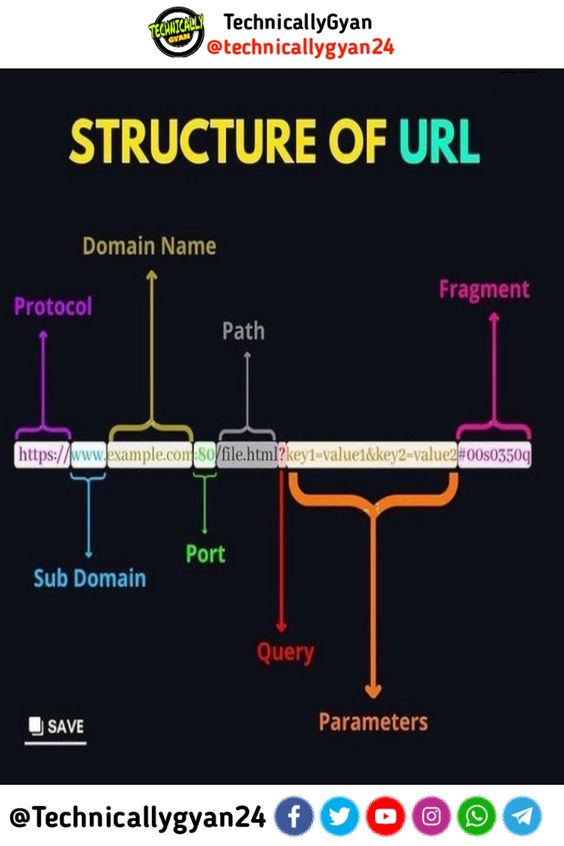 TECHNICALLY
GYAN
TechnicallyGyan
@technicallygyan24
STRUCTURE OF URL
Domain Name
Protocol
Fragment
Path
https://www.example.com:80/file.html?key1=value1&key2=value2#00s0350q
Port
Sub Domain
Query
Parameters
SAVE
@Technicallygyan24